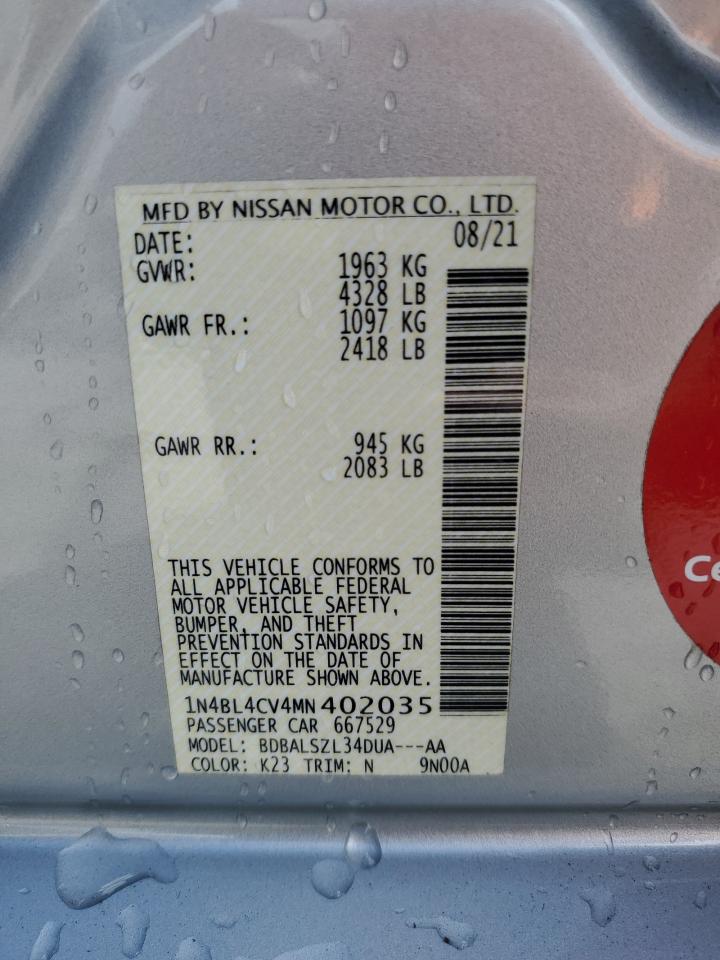 MFD BY NISSAN MOTOR CO., LTD.
DATE: 08/21
GVWR: 1963 KG
4328 LB
GAWR FR.: 1097 KG
2418 LB
GAWR RR.: 945 KG
2083 LB
THIS VEHICLE CONFORMS TO
ALL APPLICABLE FEDERAL
MOTOR VEHICLE SAFETY,
BUMPER, AND THEFT
PREVENTION STANDARDS IN
EFFECT ON THE DATE OF
MANUFACTURE SHOWN ABOVE.
1N4BL4CV4MN402035
PASSENGER CAR 667529
MODEL: BDBALSZL34DUA---AA
COLOR: K23 TRIM: N 9N00A